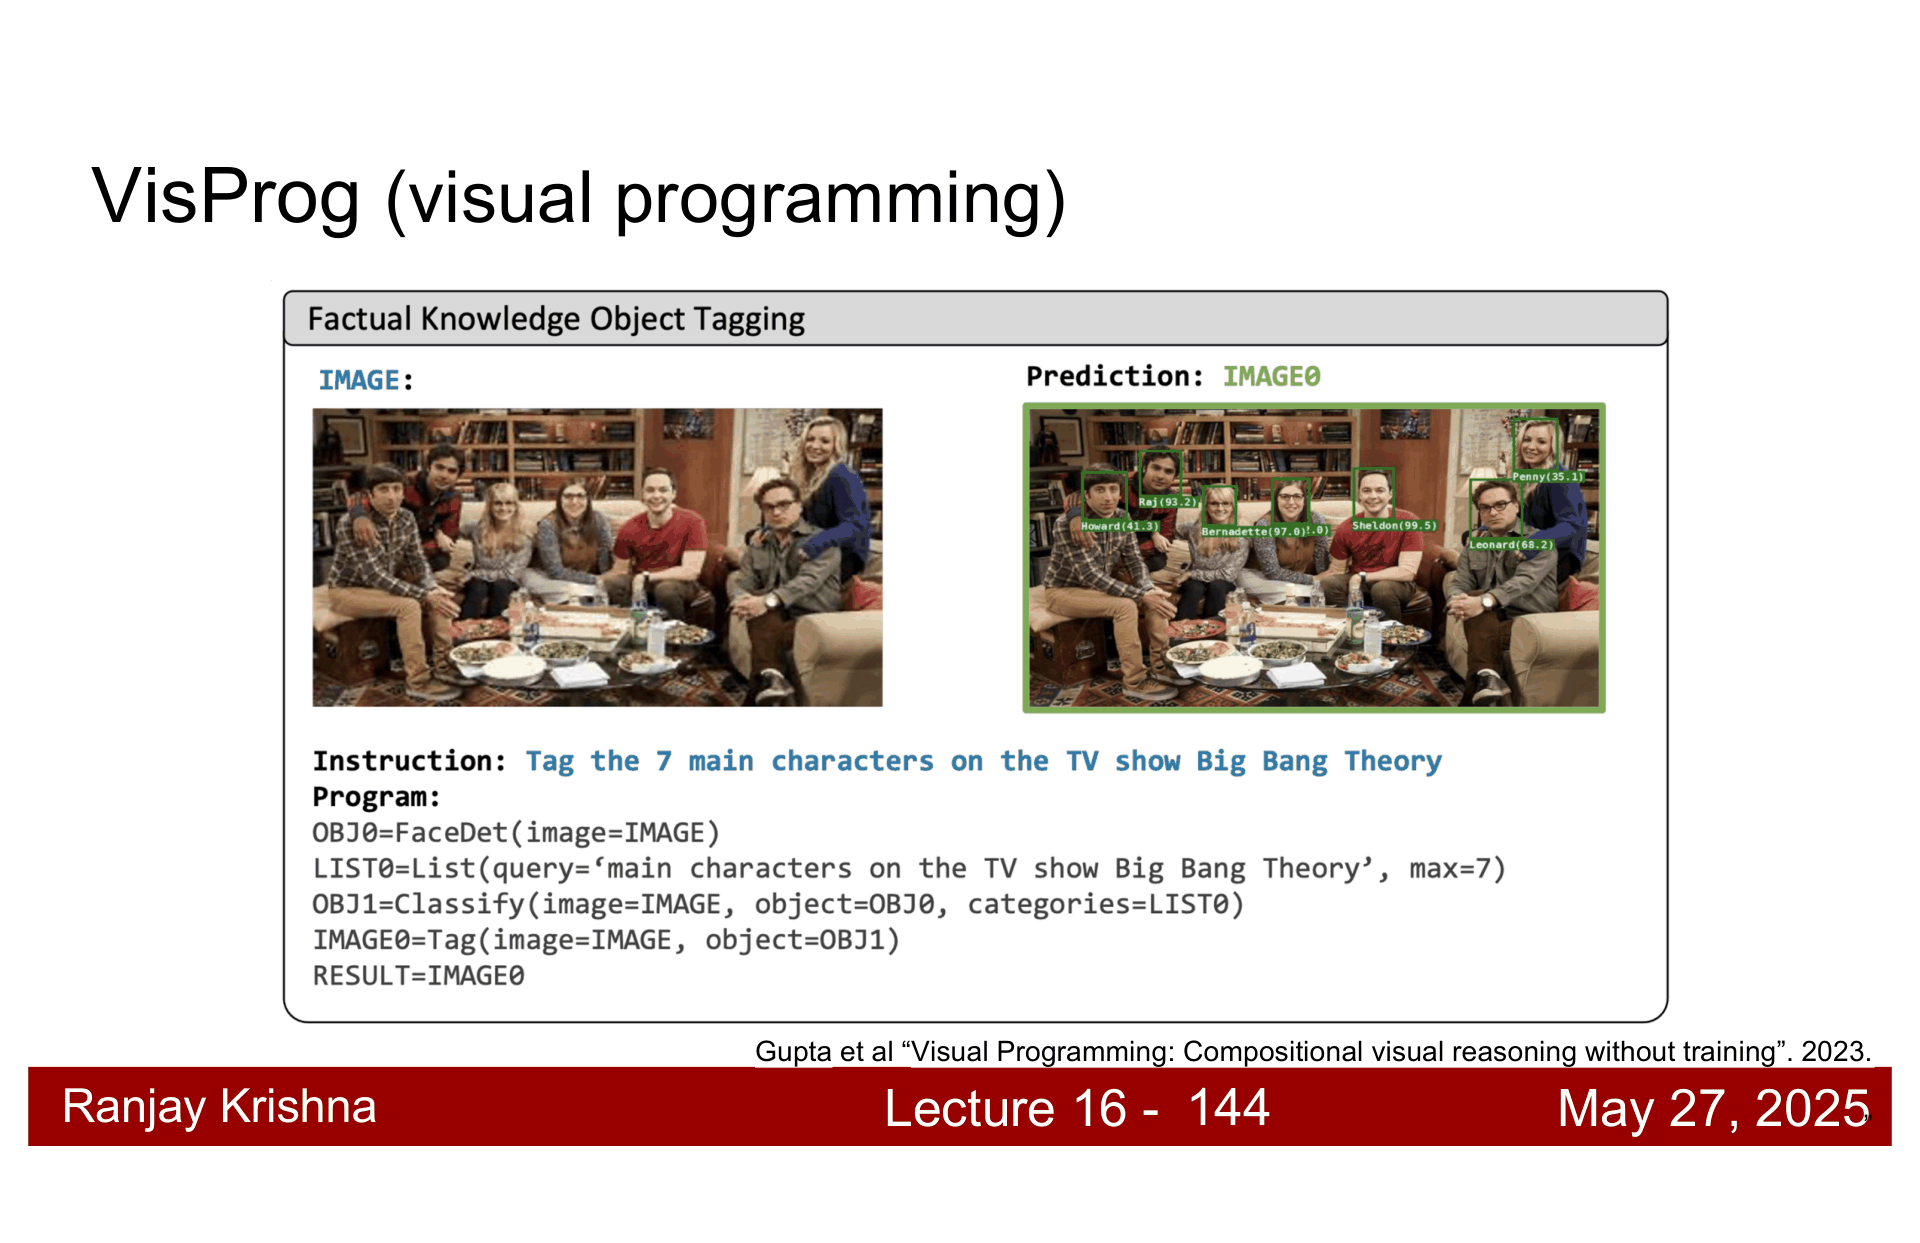 VisProg (visual programming)
Factual Knowledge Object Tagging
IMAGE:
Prediction: IMAGE0
Penny(35.1)
Raj(93.2)
Howard(41.3)
Bernadette(97.0)
.0)
Sheldon(99.5)
Leonard(68.2)
Instruction: Tag the 7 main characters on the TV show Big Bang Theory
Program:
OBJ0=FaceDet(image=IMAGE)
LIST0=List(query=‘main characters on the TV show Big Bang Theory’, max=7)
OBJ1=Classify(image=IMAGE, object=OBJ0, categories=LIST0)
IMAGE0=Tag(image=IMAGE, object=OBJ1)
RESULT=IMAGE0
Gupta et al “Visual Programming: Compositional visual reasoning without training”. 2023.
Ranjay Krishna
Lecture 16 - 144
May 27, 2025